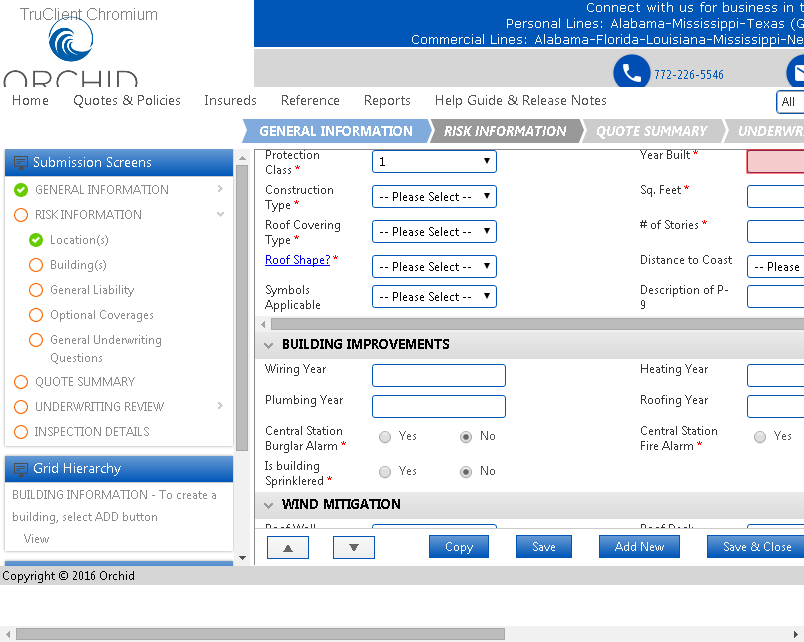 TruClient Chromium
Connect with us for business in t
Personal Lines: Alabama-Mississippi-Texas (G
Commercial Lines: Alabama-Florida-Louisiana-Mississippi-Ne
ORCHID
772-226-5546
Home Quotes & Policies Insureds Reference Reports Help Guide & Release Notes
All
GENERAL INFORMATION RISK INFORMATION QUOTE SUMMARY UNDERWRI
Submission Screens
GENERAL INFORMATION
RISK INFORMATION
Location(s)
Building(s)
General Liability
Optional Coverages
General Underwriting
Questions
QUOTE SUMMARY
UNDERWRITING REVIEW
INSPECTION DETAILS
Grid Hierarchy
BUILDING INFORMATION - To create a
building, select ADD button
View
Protection
Class * 1
Year Built *
Construction
Type * -- Please Select --
Sq. Feet *
Roof Covering
Type * -- Please Select --
# of Stories *
Roof Shape? * -- Please Select --
Distance to Coast -- Please
Symbols
Applicable -- Please Select --
Description of P-
9
BUILDING IMPROVEMENTS
Wiring Year Heating Year
Plumbing Year Roofing Year
Central Station
Burglar Alarm * Yes No
Central Station
Fire Alarm * Yes
Is building
Sprinklered * Yes No
WIND MITIGATION
Roof Wall Roof Deck
Copy Save Add New Save & Close
Copyright © 2016 Orchid